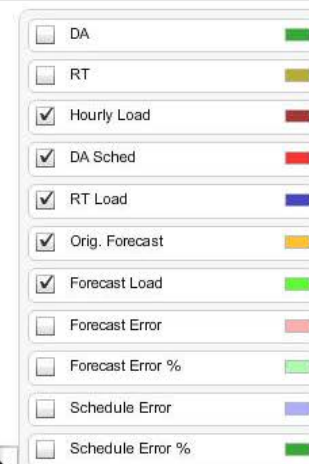 DA
RT
Hourly Load
DA Sched
RT Load
Orig. Forecast
Forecast Load
Forecast Error
Forecast Error %
Schedule Error
Schedule Error %